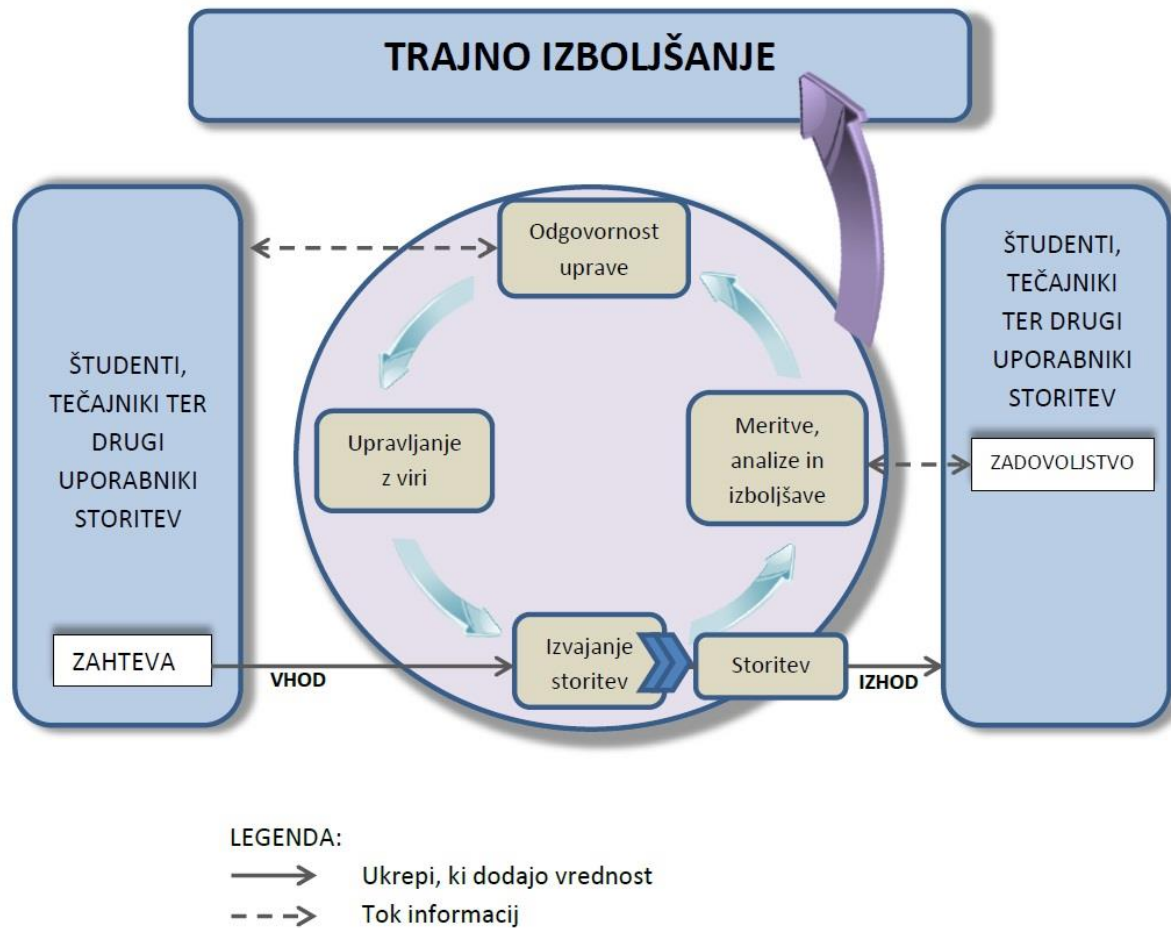 TRAJNO IZBOLJŠANJE
ŠTUDENTI,
TEČAJNIKI TER
DRUGI
UPORABNIKI
STORITEV
ZAHTEVA
VHOD
Odgovornost
uprave
Upravljanje
z viri
Meritve,
analize in
izboljšave
Izvajanje
storitev
Storitev
IZHOD
ŠTUDENTI,
TEČAJNIKI
TER DRUGI
UPORABNIKI
STORITEV
ZADOVOLJSTVO
LEGENDA:
Ukrepi, ki dodajo vrednost
Tok informacij